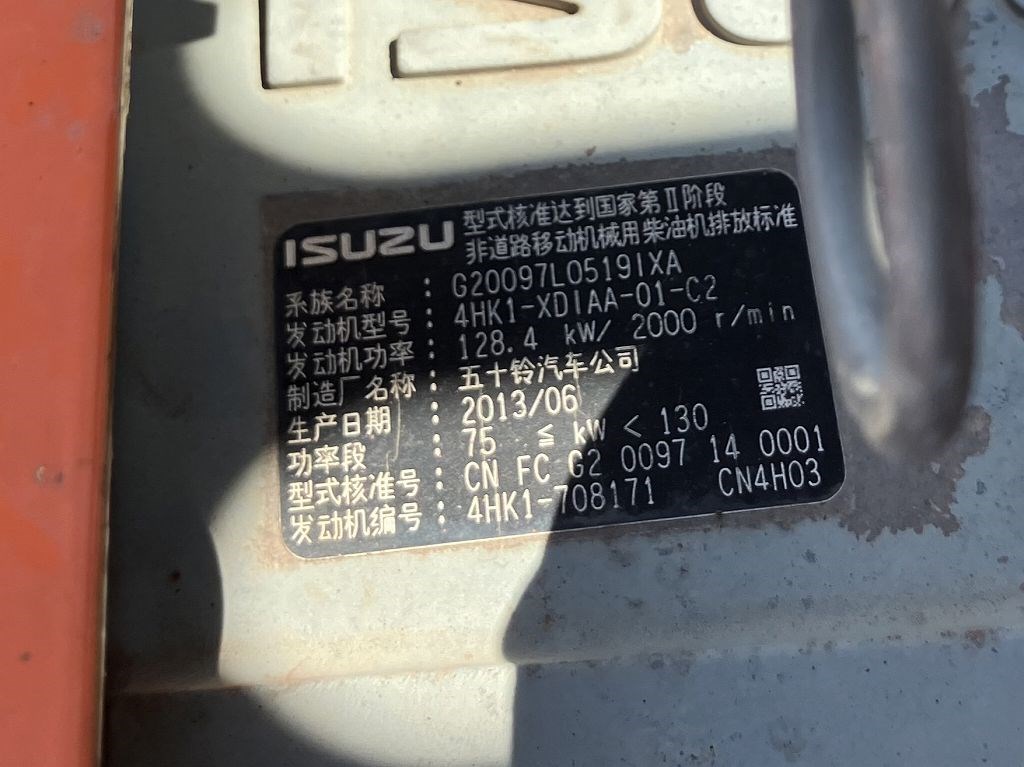 ISUZU
型式核准达到国家第Ⅱ阶段
非道路移动机械用柴油机排放标准
系族名称 : G20097L0519IXA
发动机型号 : 4HK1-XDIAA-01-C2
发动机功率 : 128.4 kW/ 2000 r/min
制造厂名称 : 五十铃汽车公司
生产日期 : 2013/06
功率段 : 75 ≦ kW < 130
型式核准号 : CN FC G2 0097 14 0001
发动机编号 : 4HK1-708171 CN4H03